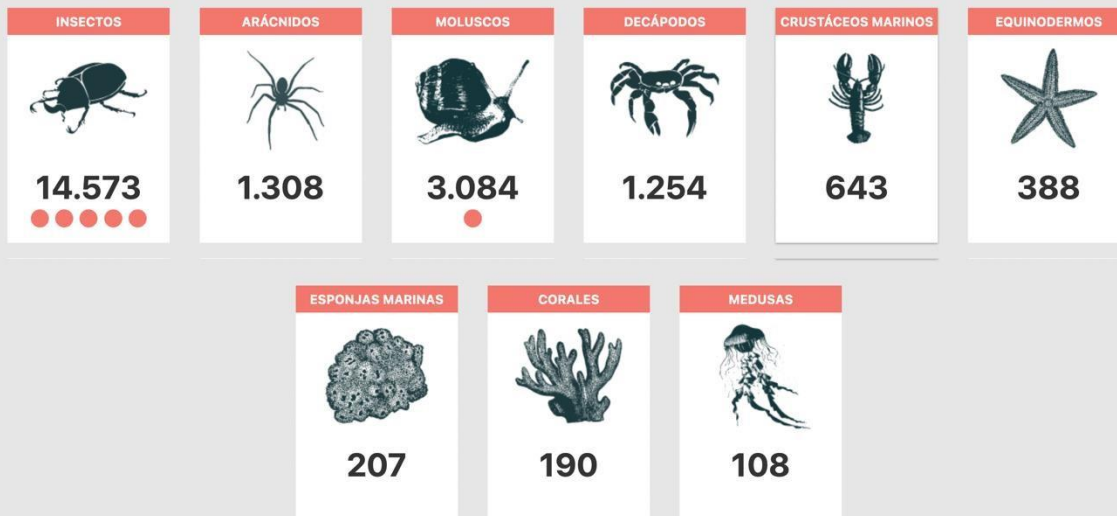 INSECTOS
14.573
ARÁCNIDOS
1.308
MOLUSCOS
3.084
DECÁPODOS
1.254
CRUSTÁCEOS MARINOS
643
EQUINODERMOS
388
ESPONJAS MARINAS
207
CORALES
190
MEDUSAS
108